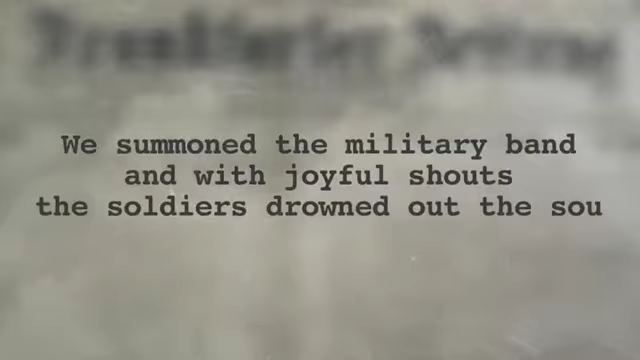 We summoned the military band
and with joyful shouts
the soldiers drowned out the sou